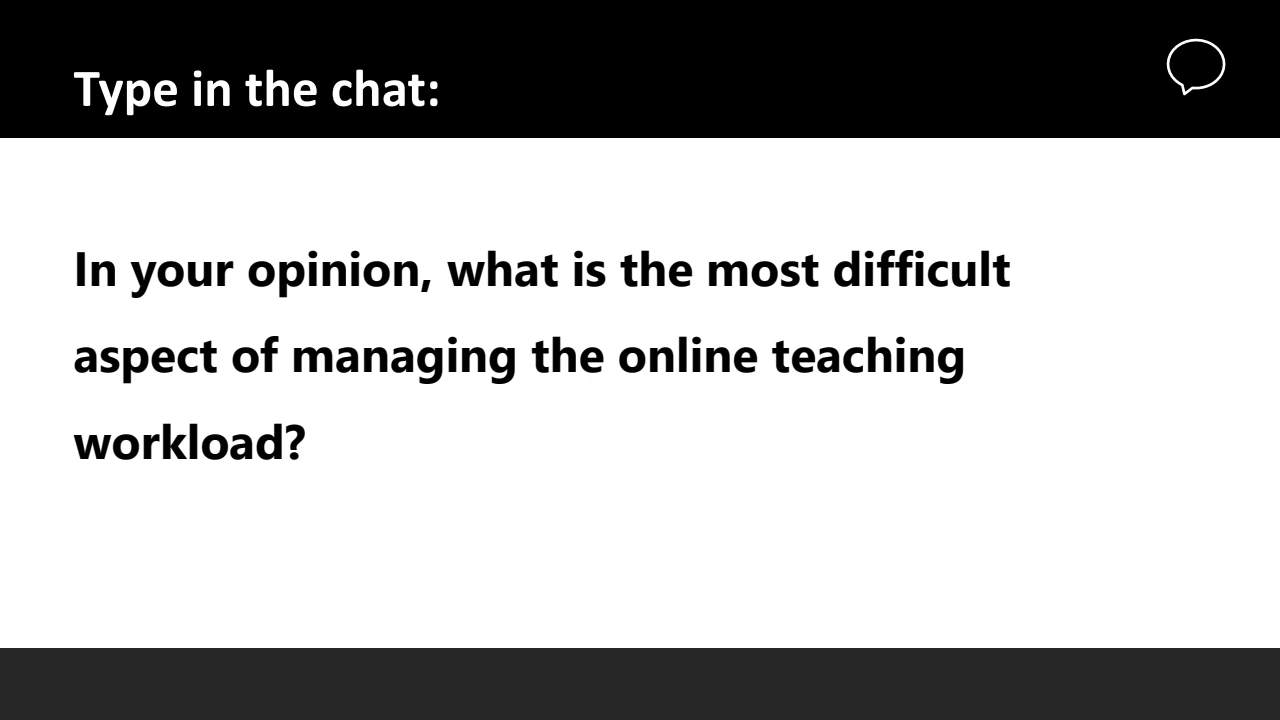 Type in the chat:
In your opinion, what is the most difficult
aspect of managing the online teaching
workload?